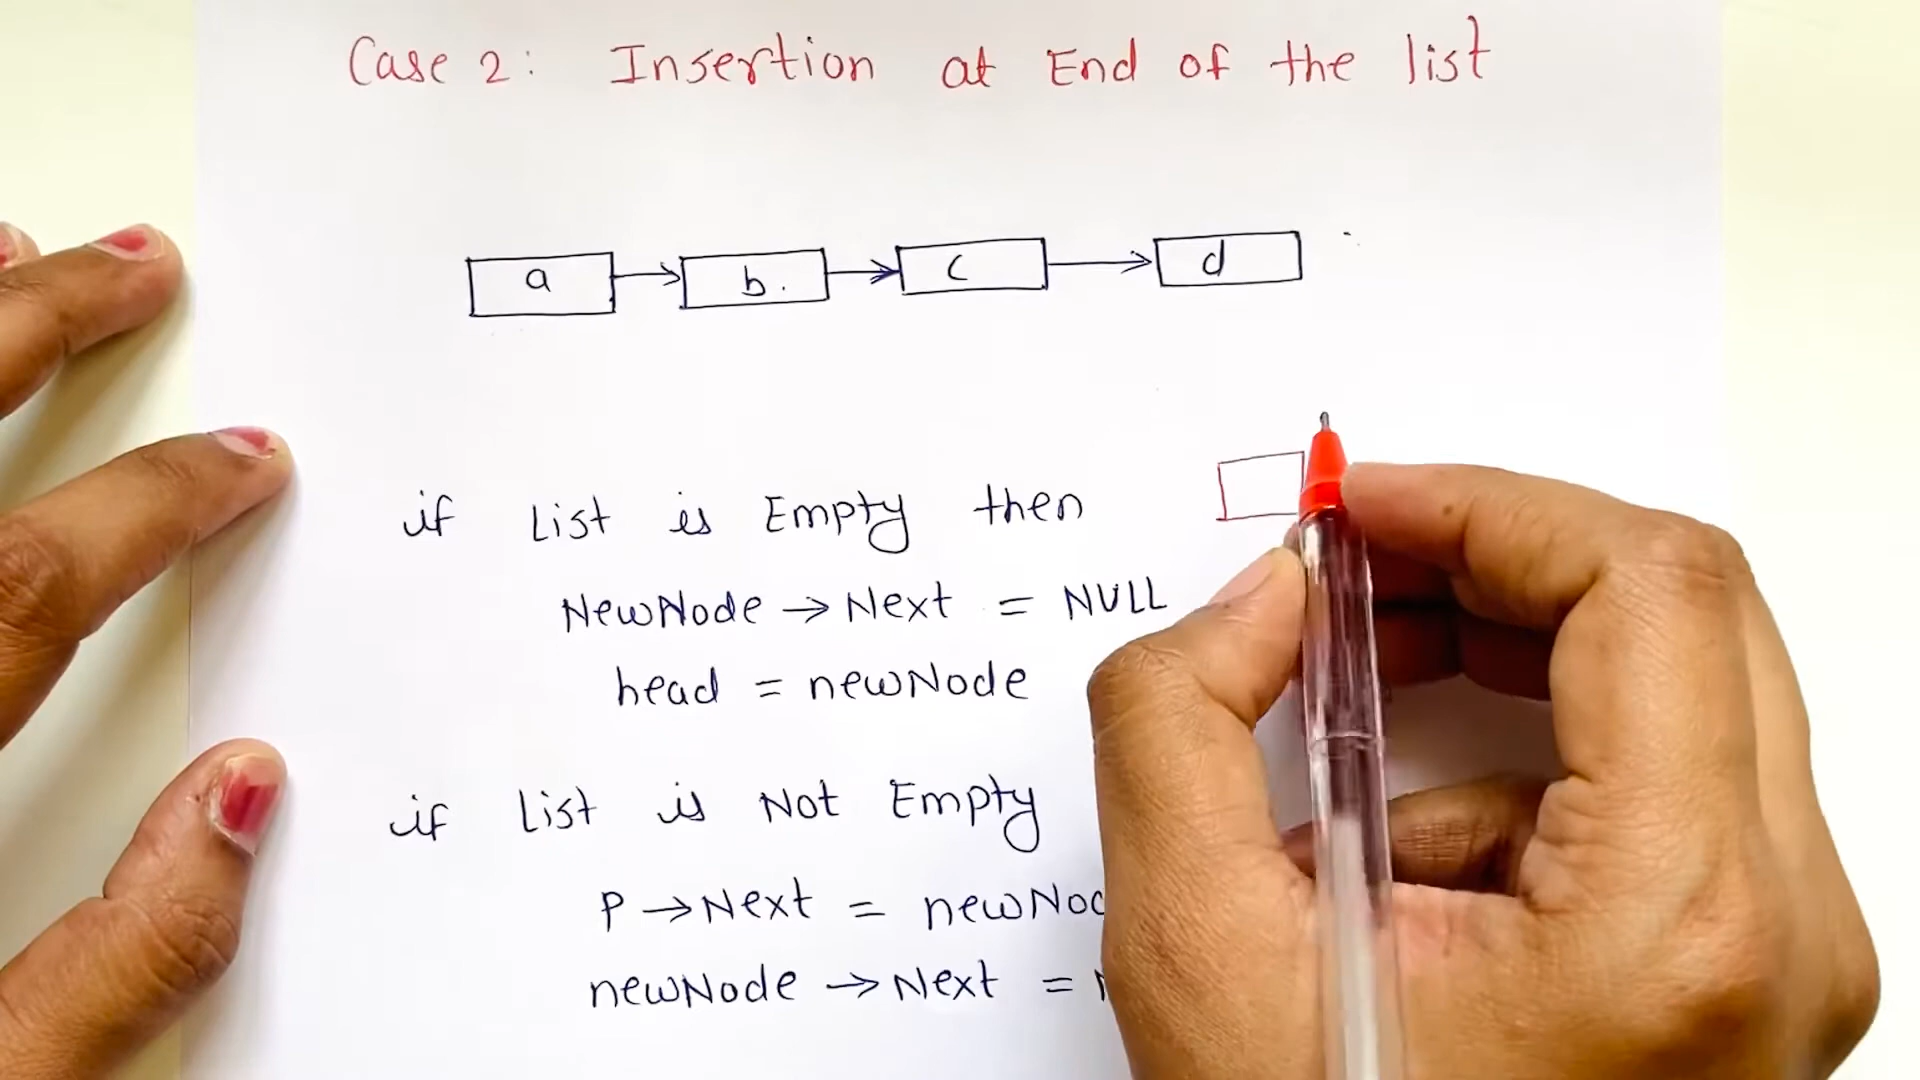 Case 2: Insertion at End of the list
a b. c d
if List is Empty then
NewNode → Next = NULL
head = newNode
if List is Not Empty
P → Next =
newNode → Next =